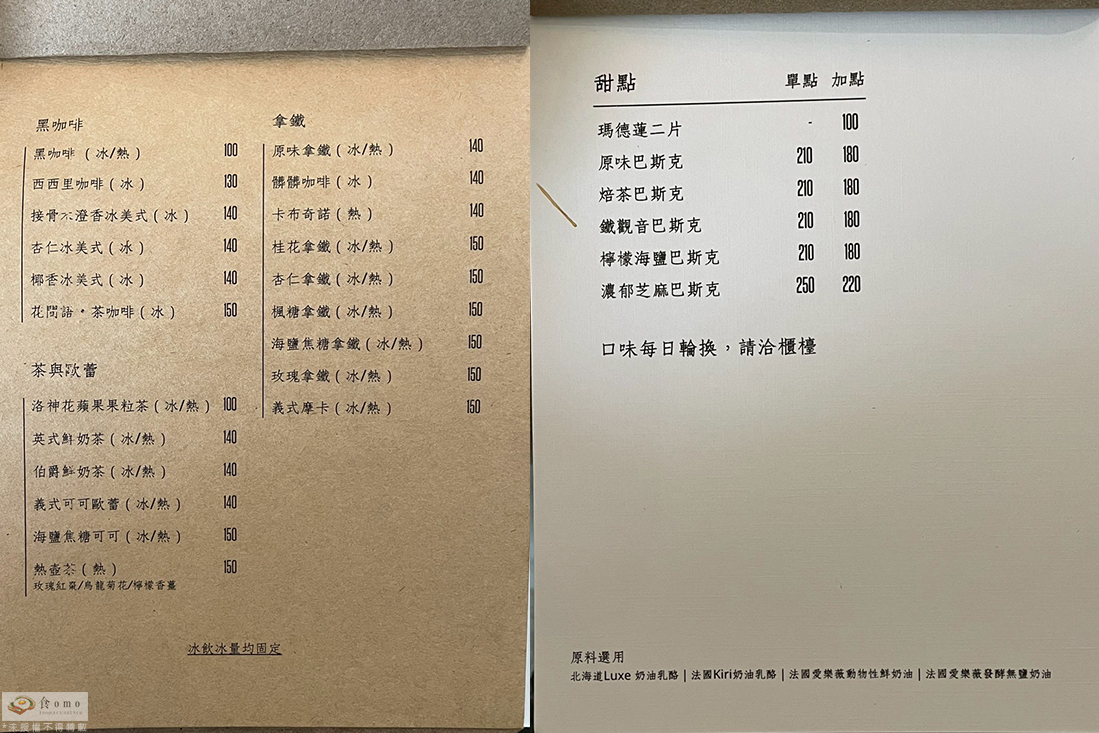 黑咖啡
黑咖啡（冰/熱） 100
西西里咖啡（冰） 130
接骨木澄香冰美式（冰） 140
杏仁冰美式（冰） 140
椰香冰美式（冰） 140
花間語•茶咖啡（冰） 150
茶與歐蕾
洛神花蘋果果粒茶（冰/熱） 100
英式鮮奶茶（冰/熱） 140
伯爵鮮奶茶（冰/熱） 140
義式可可歐蕾（冰/熱） 140
海鹽焦糖可可（冰/熱） 150
熱壺茶（熱） 150
玫瑰紅棗/烏龍菊花/檸檬香薑
拿鐵
原味拿鐵（冰/熱） 140
髒髒咖啡（冰） 140
卡布奇諾（熱） 140
桂花拿鐵（冰/熱） 150
杏仁拿鐵（冰/熱） 150
楓糖拿鐵（冰/熱） 150
海鹽焦糖拿鐵（冰/熱） 150
玫瑰拿鐵（冰/熱） 150
義式摩卡（冰/熱） 150
冰飲冰量均固定
食omo
*未授權不得轉載
甜點 單點 加點
瑪德蓮二片 - 100
原味巴斯克 210 180
焙茶巴斯克 210 180
鐵觀音巴斯克 210 180
檸檬海鹽巴斯克 210 180
濃郁芝麻巴斯克 250 220
口味每日輪換，請洽櫃檯
原料選用
北海道Luxe 奶油乳酪 | 法國Kiri奶油乳酪 | 法國愛樂薇動物性鮮奶油 | 法國愛樂薇發酵無鹽奶油